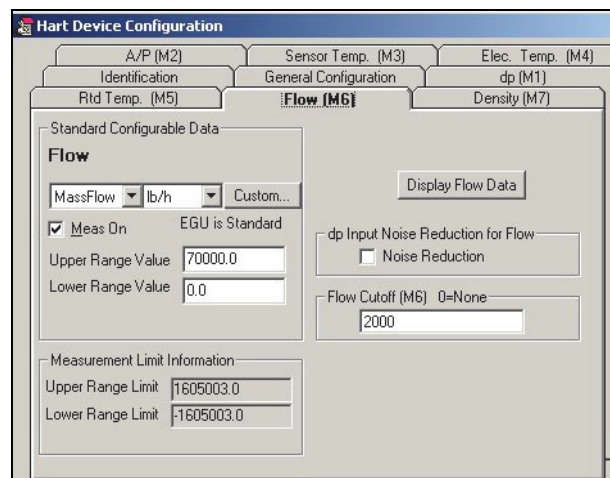 Hart Device Configuration
A/P (M2) Sensor Temp. (M3) Elec. Temp. (M4)
Identification General Configuration dp (M1)
Rtd Temp. (M5) Flow (M6) Density (M7)
Standard Configurable Data
Flow
MassFlow lb/h Custom...
Meas On EGU is Standard
Upper Range Value 70000.0
Lower Range Value 0.0
Display Flow Data
dp Input Noise Reduction for Flow
Noise Reduction
Flow Cutoff (M6) 0=None
2000
Measurement Limit Information
Upper Range Limit 1605003.0
Lower Range Limit -1605003.0